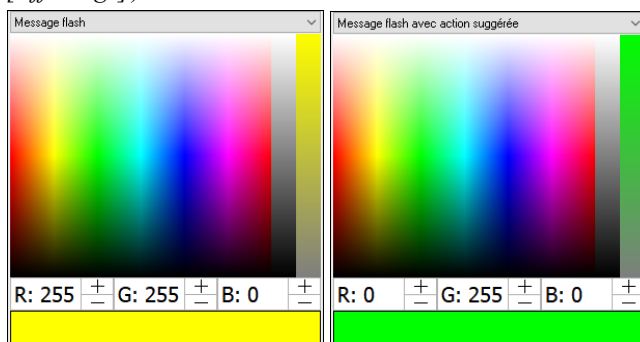 Message flash
R: 255 + − G: 255 + − B: 0 + −
Message flash avec action suggérée
R: 0 + − G: 255 + − B: 0 + −